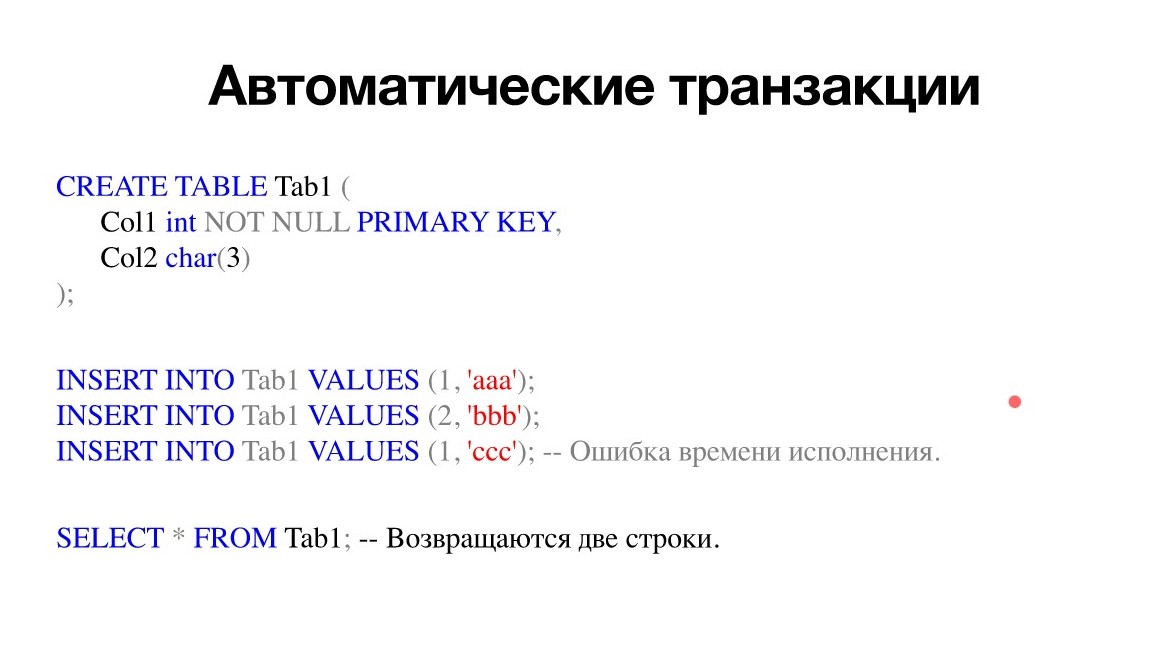 Автоматические транзакции
CREATE TABLE Tab1 (
Col1 int NOT NULL PRIMARY KEY,
Col2 char(3)
);
INSERT INTO Tab1 VALUES (1, 'aaa');
INSERT INTO Tab1 VALUES (2, 'bbb');
INSERT INTO Tab1 VALUES (1, 'ccc'); -- Ошибка времени исполнения.
SELECT * FROM Tab1; -- Возвращаются две строки.